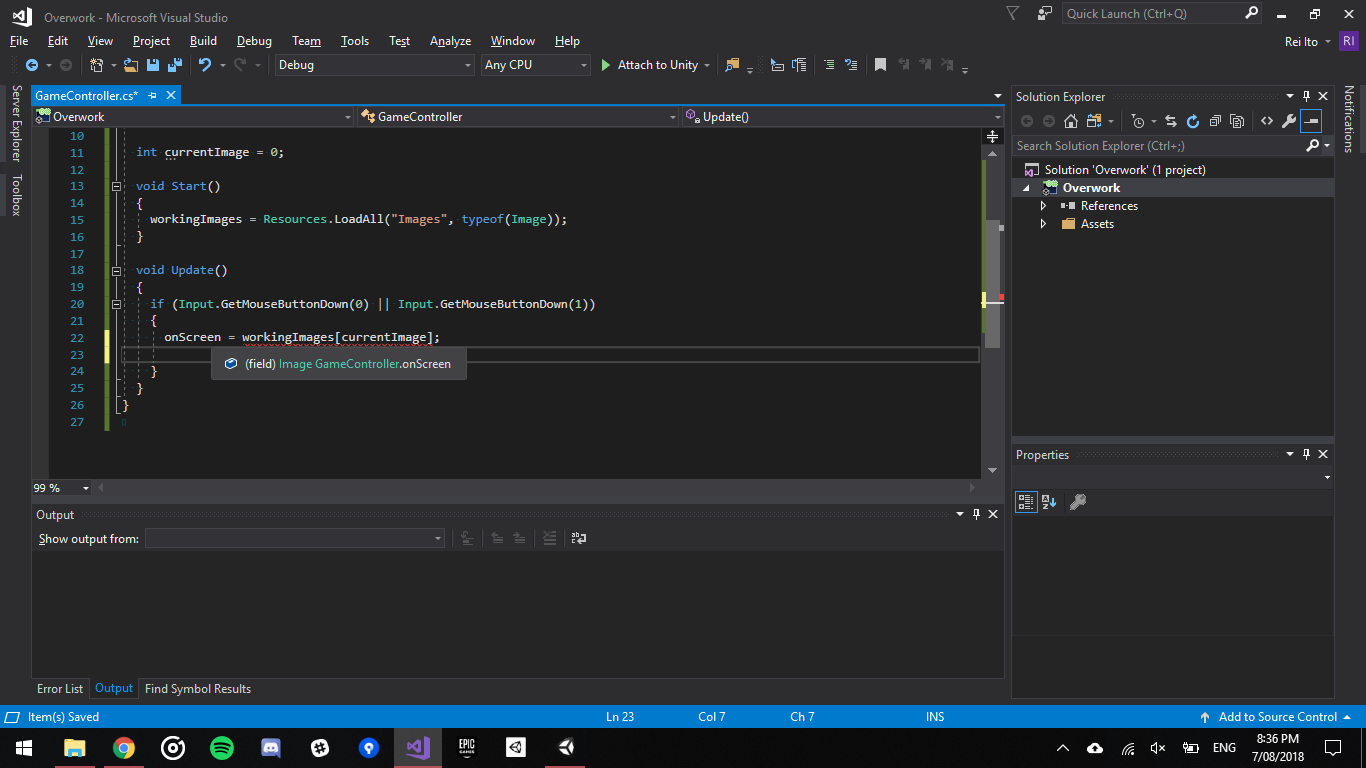 Overwork - Microsoft Visual Studio
Quick Launch (Ctrl+Q)
File Edit View Project Build Debug Team Tools Test Analyze Window Help
Rei Ito RI
Debug Any CPU Attach to Unity
Server Explorer
Toolbox
GameController.cs*
Overwork GameController Update()
10
11 int currentImage = 0;
12
13 void Start()
14 {
15 workingImages = Resources.LoadAll("Images", typeof(Image));
16 }
17
18 void Update()
19 {
20 if (Input.GetMouseButtonDown(0) || Input.GetMouseButtonDown(1))
21 {
22 onScreen = workingImages[currentImage];
23
(field) Image GameController.onScreen
24 }
25 }
26 }
27
99 %
Output
Show output from:
Error List Output Find Symbol Results
Solution Explorer
Search Solution Explorer (Ctrl+;)
Solution 'Overwork' (1 project)
Overwork
References
Assets
Properties
Notifications
Item(s) Saved Ln 23 Col 7 Ch 7 INS Add to Source Control
EPIC GAMES
ENG
8:36 PM
7/08/2018